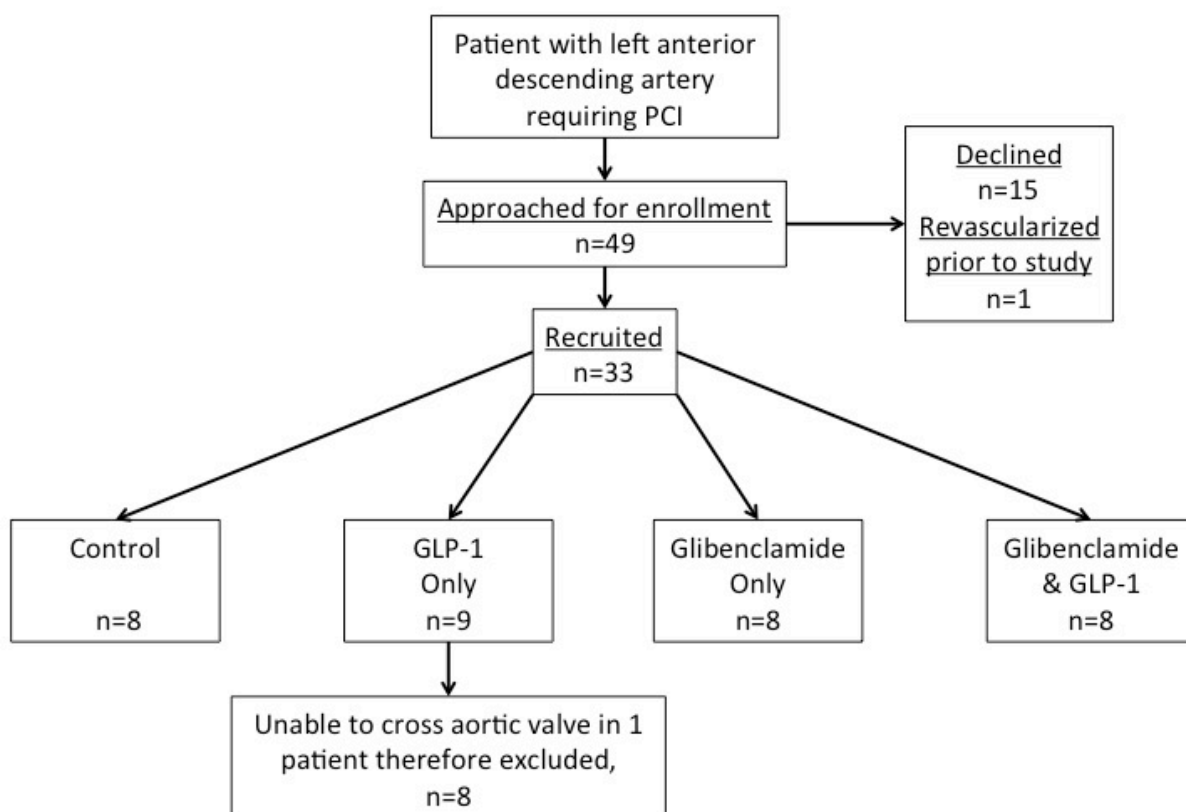 Patient with left anterior
descending artery
requiring PCI
Declined
n=15
Revascularized
prior to study
n=1
Approached for enrollment
n=49
Recruited
n=33
Control
n=8
GLP-1
Only
n=9
Glibenclamide
Only
n=8
Glibenclamide
& GLP-1
n=8
Unable to cross aortic valve in 1
patient therefore excluded,
n=8